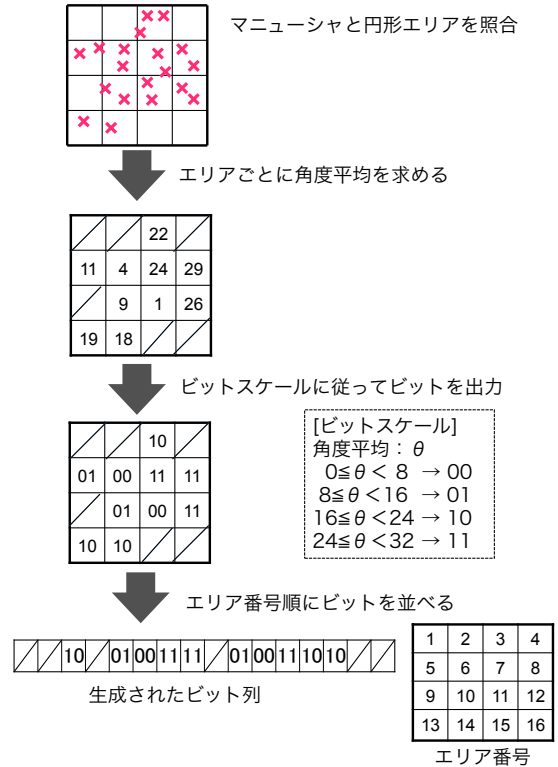 マニューシャと円形エリアを照合
エリアごとに角度平均を求める
22
11 4 24 29
9 1 26
19 18
ビットスケールに従ってビットを出力
10
01 00 11 11
01 00 11
10 10
[ビットスケール]
角度平均：θ
0≦θ＜8 → 00
8≦θ＜16 → 01
16≦θ＜24 → 10
24≦θ＜32 → 11
エリア番号順にビットを並べる
10 01 00 11 11 01 00 11 10 10
生成されたビット列
1 2 3 4
5 6 7 8
9 10 11 12
13 14 15 16
エリア番号